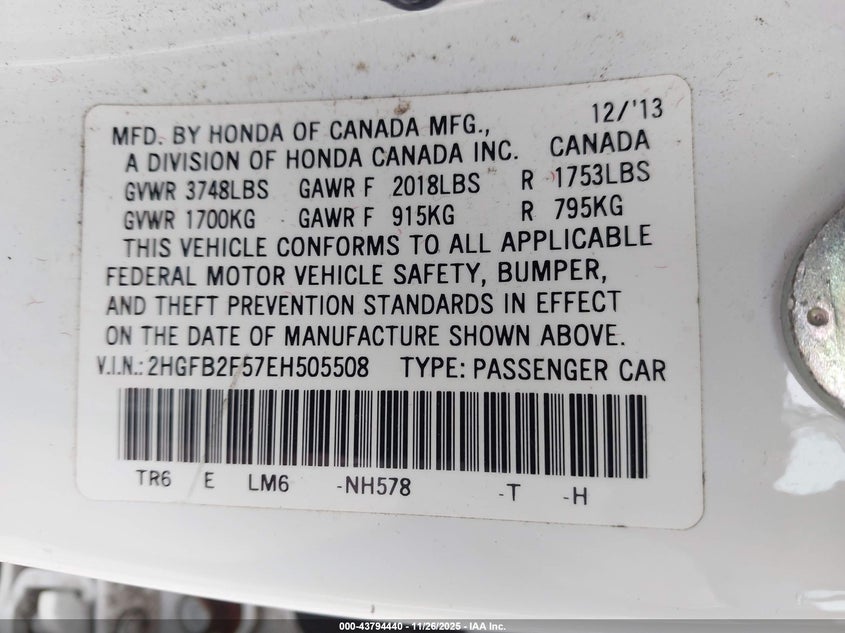 12/'13
MFD. BY HONDA OF CANADA MFG.,
A DIVISION OF HONDA CANADA INC. CANADA
GVWR 3748LBS GAWR F 2018LBS R 1753LBS
GVWR 1700KG GAWR F 915KG R 795KG
THIS VEHICLE CONFORMS TO ALL APPLICABLE
FEDERAL MOTOR VEHICLE SAFETY, BUMPER,
AND THEFT PREVENTION STANDARDS IN EFFECT
ON THE DATE OF MANUFACTURE SHOWN ABOVE.
V.I.N.: 2HGFB2F57EH505508 TYPE: PASSENGER CAR
TR6 E LM6 -NH578 -T -H
000-43794440 - 11/26/2025 - IAA Inc.